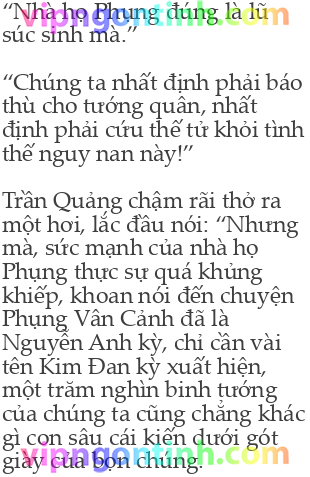 “Nhà họ Phụng đúng là lũ
vipngontinh.com
súc sinh mà.”
“Chúng ta nhất định phải báo
thù cho tướng quân, nhất
định phải cứu thế tử khỏi tình
thế nguy nan này!”
Trần Quảng chậm rãi thở ra
một hơi, lắc đầu nói: “Nhưng
mà, sức mạnh của nhà họ
Phụng thực sự quá khủng
khiếp, khoan nói đến chuyện
Phụng Vân Cảnh đã là
Nguyên Anh kỳ, chỉ cần vài
tên Kim Đan kỳ xuất hiện,
một trăm nghìn binh tướng
của chúng ta cũng chẳng khác
gì con sâu cái kiến dưới gót
vipngontinh.com
giày của bọn chúng.